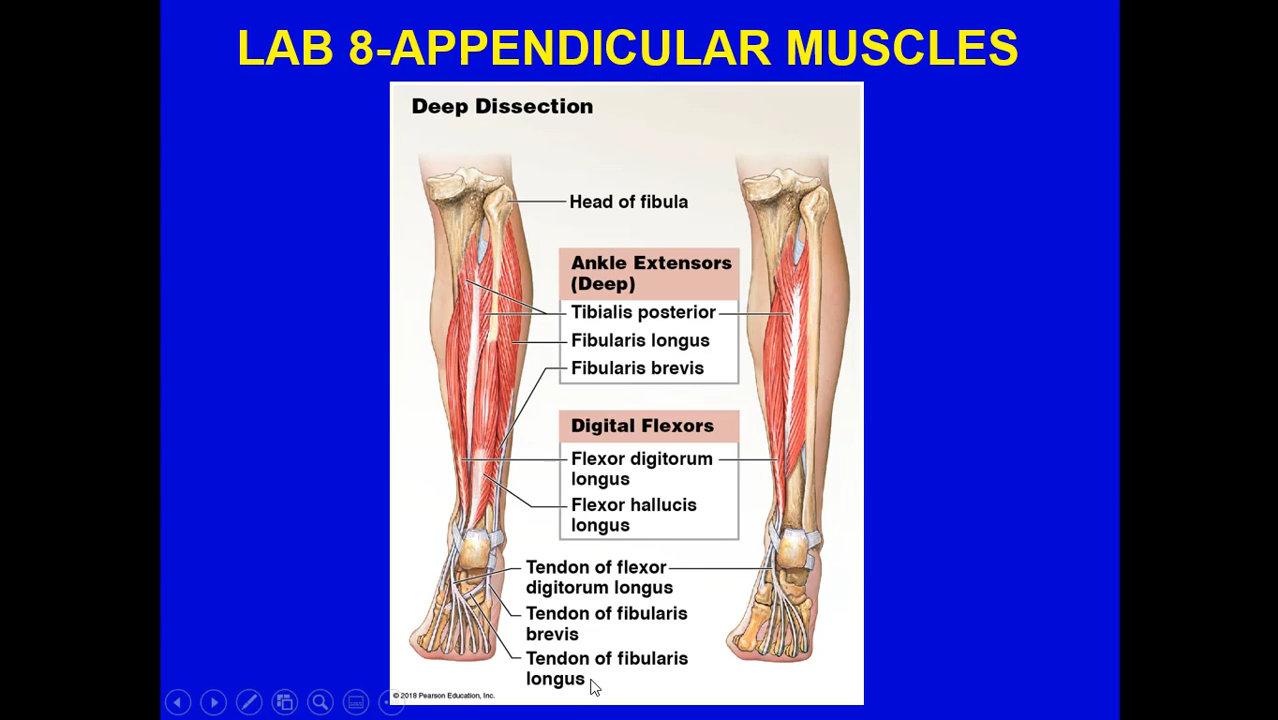 LAB 8-APPENDICULAR MUSCLES
Deep Dissection
Head of fibula
Ankle Extensors
(Deep)
Tibialis posterior
Fibularis longus
Fibularis brevis
Digital Flexors
Flexor digitorum
longus
Flexor hallucis
longus
Tendon of flexor
digitorum longus
Tendon of fibularis
brevis
Tendon of fibularis
longus
© 2018 Pearson Education, Inc.